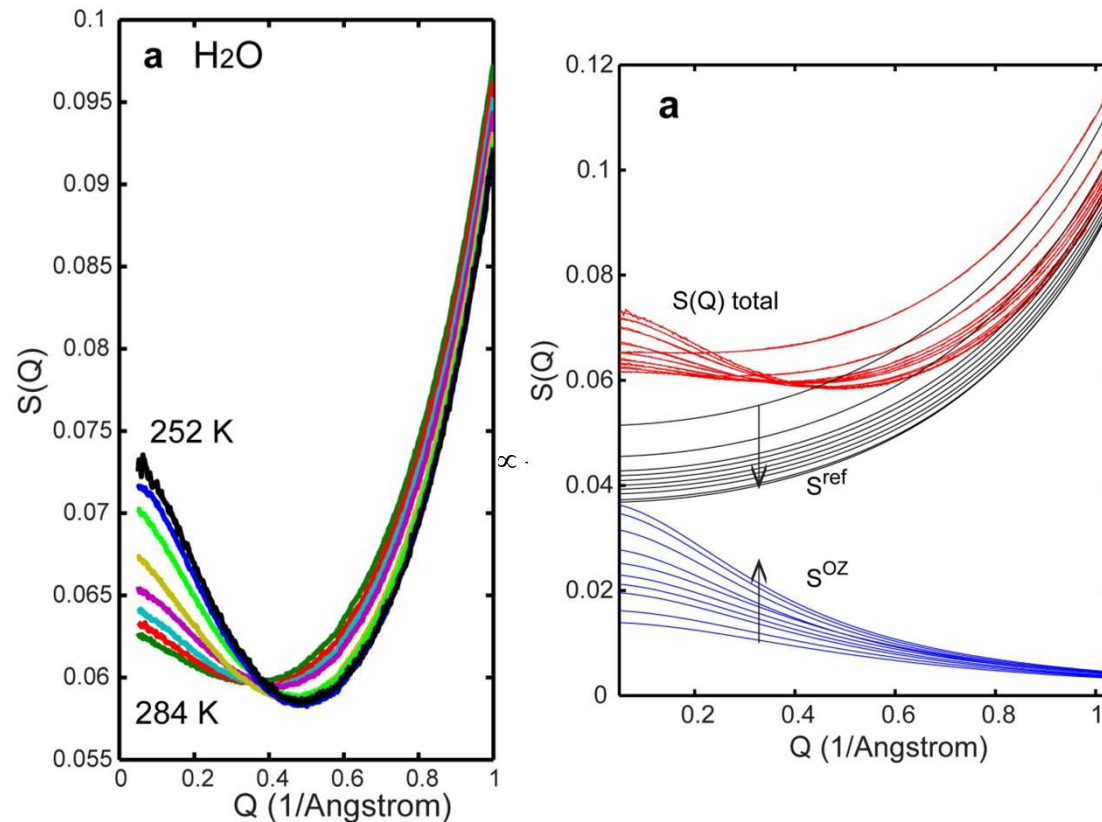 a H2O
0.1
0.095
0.09
0.085
0.08
0.075
0.07
0.065
0.06
0.055
S(Q)
252 K
284 K
0 0.2 0.4 0.6 0.8 1
Q (1/Angstrom)
∝
a
0.12
0.1
0.08
0.06
0.04
0.02
0
S(Q)
S(Q) total
Sref
SOZ
0.2 0.4 0.6 0.8 1
Q (1/Angstrom)